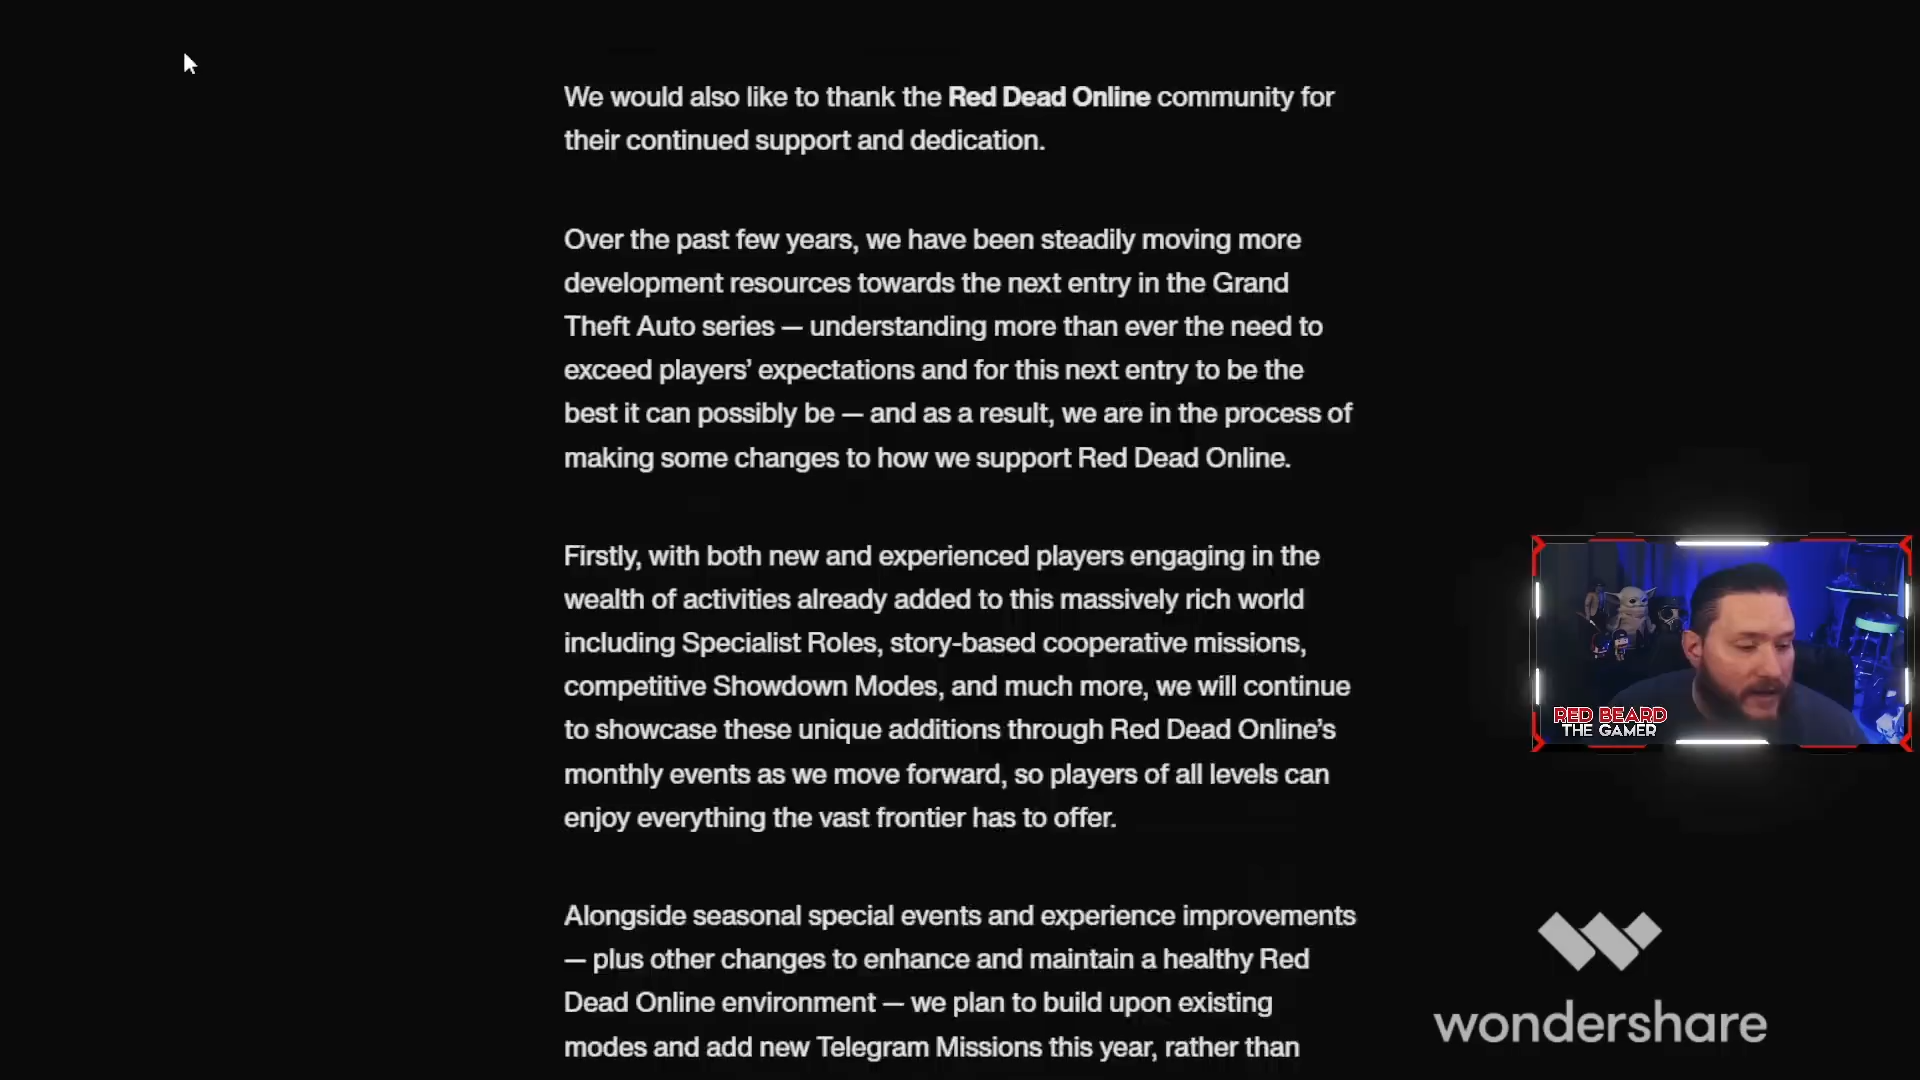 We would also like to thank the Red Dead Online community for
their continued support and dedication.
Over the past few years, we have been steadily moving more
development resources towards the next entry in the Grand
Theft Auto series — understanding more than ever the need to
exceed players’ expectations and for this next entry to be the
best it can possibly be — and as a result, we are in the process of
making some changes to how we support Red Dead Online.
Firstly, with both new and experienced players engaging in the
wealth of activities already added to this massively rich world
including Specialist Roles, story-based cooperative missions,
competitive Showdown Modes, and much more, we will continue
to showcase these unique additions through Red Dead Online’s
monthly events as we move forward, so players of all levels can
enjoy everything the vast frontier has to offer.
Alongside seasonal special events and experience improvements
— plus other changes to enhance and maintain a healthy Red
Dead Online environment — we plan to build upon existing
modes and add new Telegram Missions this year, rather than
RED BEARD
THE GAMER
wondershare